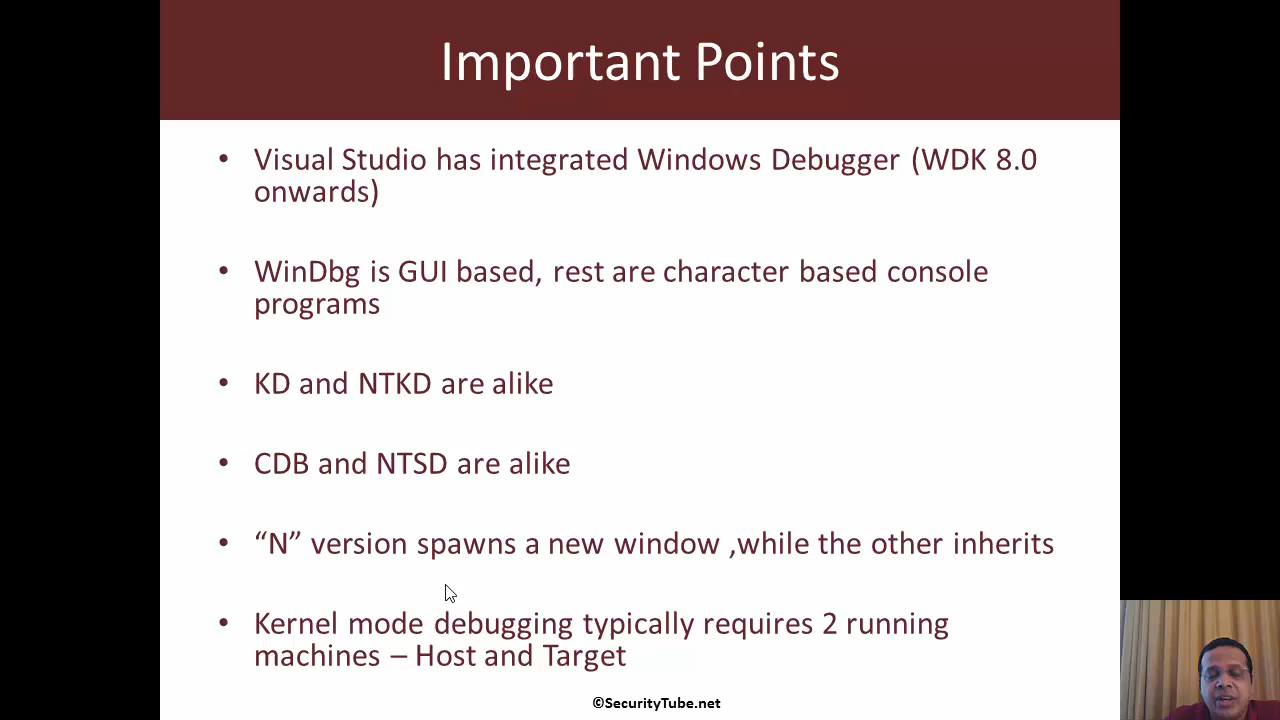 Important Points
• Visual Studio has integrated Windows Debugger (WDK 8.0
onwards)
• WinDbg is GUI based, rest are character based console
programs
• KD and NTKD are alike
• CDB and NTSD are alike
• “N” version spawns a new window ,while the other inherits
• Kernel mode debugging typically requires 2 running
machines – Host and Target
©SecurityTube.net